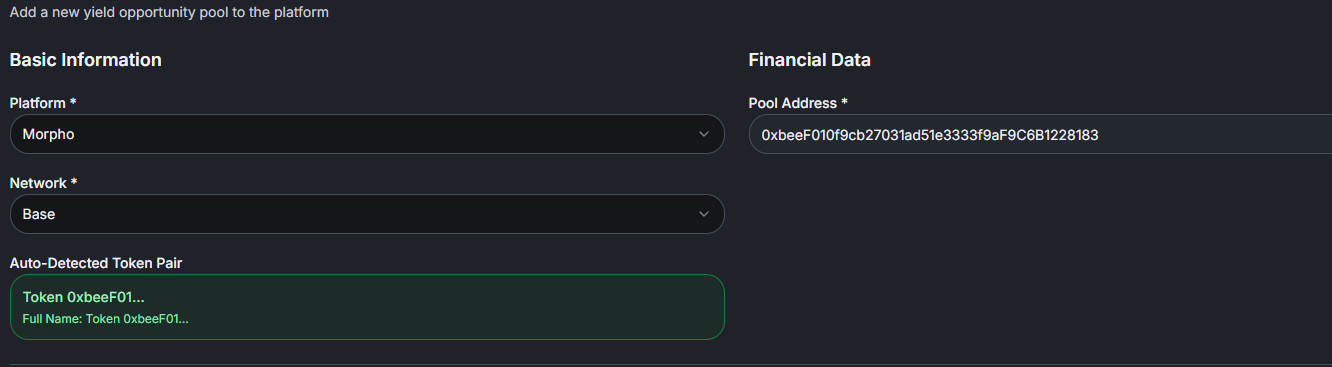 Add a new yield opportunity pool to the platform
Basic Information
Platform *
Morpho
Network *
Base
Auto-Detected Token Pair
Token 0xbeeF01...
Full Name: Token 0xbeeF01...
Financial Data
Pool Address *
0xbeeF010f9cb27031ad51e3333f9aF9C6B1228183